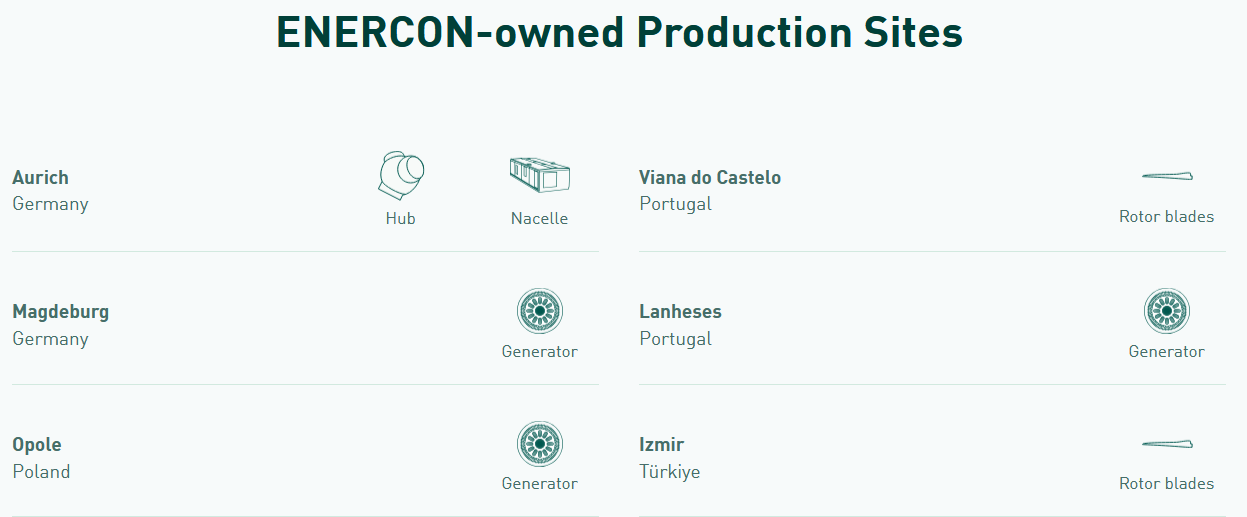 ENERCON-owned Production Sites
Aurich
Germany
Hub
Nacelle
Viana do Castelo
Portugal
Rotor blades
Magdeburg
Germany
Generator
Lanheses
Portugal
Generator
Opole
Poland
Generator
Izmir
Türkiye
Rotor blades